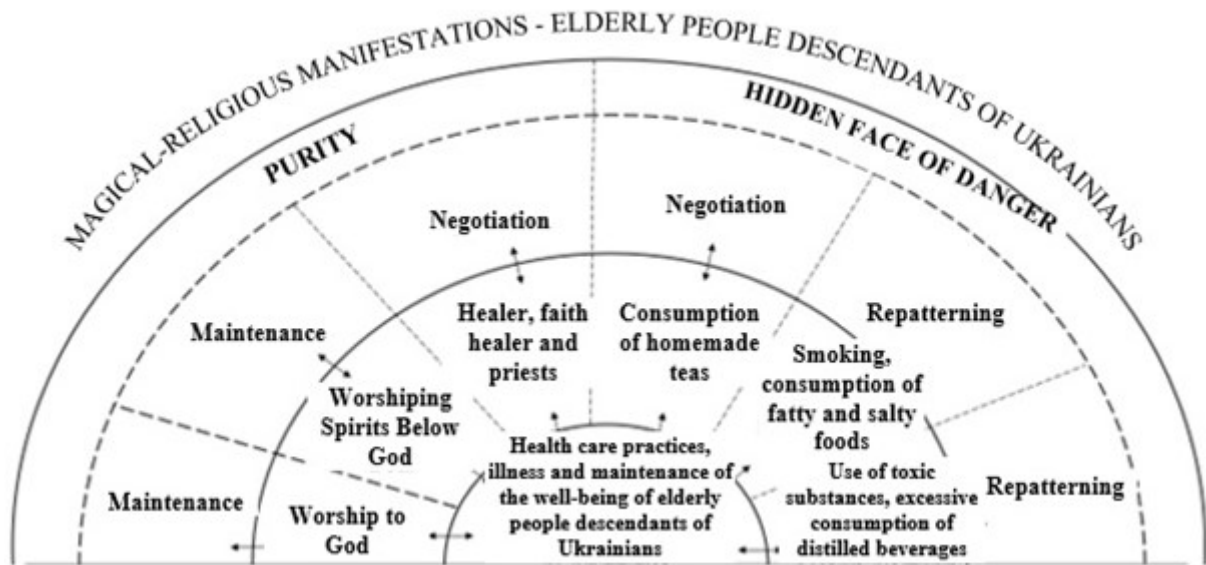 MAGICAL-RELIGIOUS MANIFESTATIONS - ELDERLY PEOPLE DESCENDANTS OF UKRAINIANS
PURITY
HIDDEN FACE OF DANGER
Negotiation
Negotiation
Maintenance
Repatterning
Healer, faith
healer and
priests
Consumption
of homemade
teas
Smoking,
consumption of
fatty and salty
foods
Worshiping
Spirits Below
God
Maintenance
Worship to
God
Health care practices,
illness and maintenance of
the well-being of elderly
people descendants of
Ukrainians
Use of toxic
substances, excessive
consumption of
distilled beverages
Repatterning